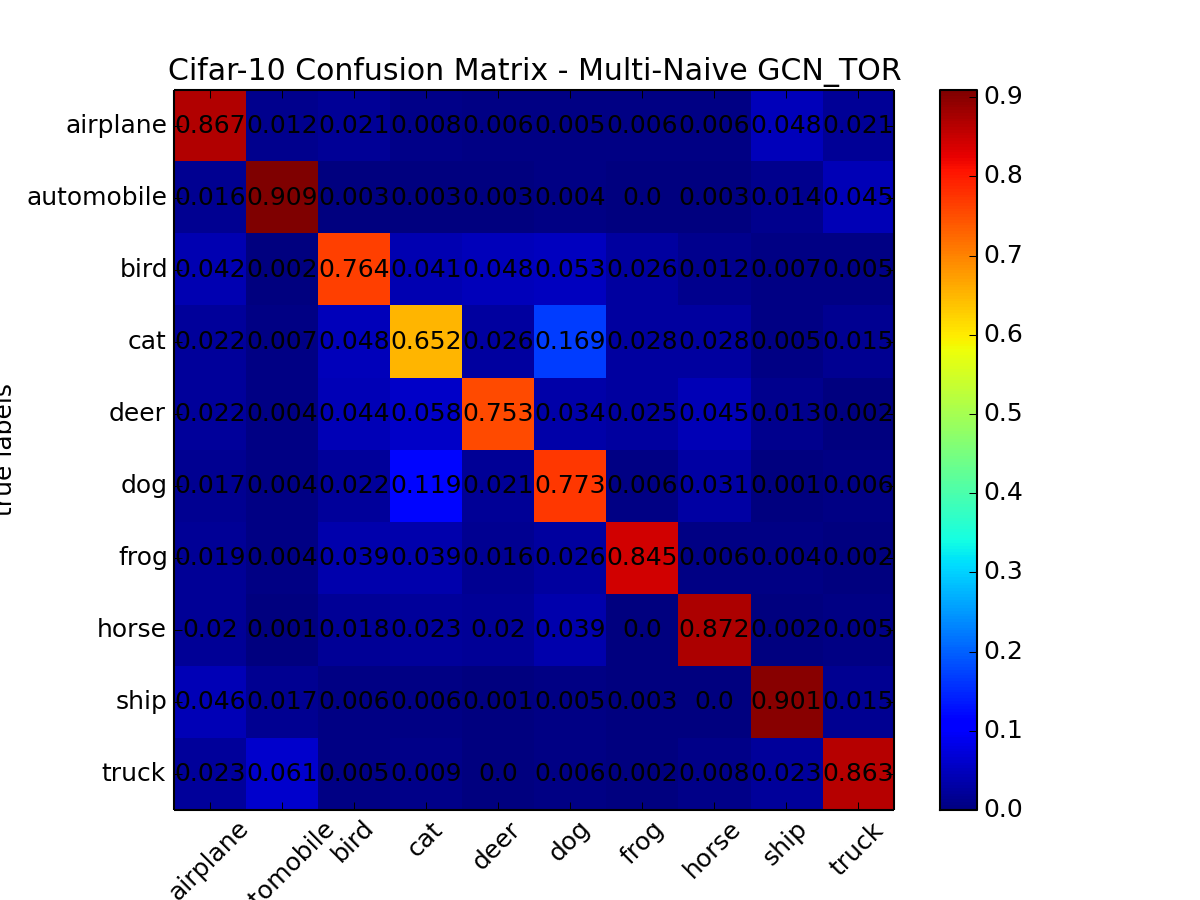 Cifar-10 Confusion Matrix - Multi-Naive GCN_TOR
airplane 0.867 0.012 0.021 0.008 0.006 0.005 0.006 0.006 0.048 0.021
automobile 0.016 0.909 0.003 0.003 0.003 0.004 0.0 0.003 0.014 0.045
bird 0.042 0.002 0.764 0.041 0.048 0.053 0.026 0.012 0.007 0.005
cat 0.022 0.007 0.048 0.652 0.026 0.169 0.028 0.028 0.005 0.015
deer 0.022 0.004 0.044 0.058 0.753 0.034 0.025 0.045 0.013 0.002
dog 0.017 0.004 0.022 0.119 0.021 0.773 0.006 0.031 0.001 0.006
frog 0.019 0.004 0.039 0.039 0.016 0.026 0.845 0.006 0.004 0.002
horse 0.02 0.001 0.018 0.023 0.02 0.039 0.0 0.872 0.002 0.005
ship 0.046 0.017 0.006 0.006 0.001 0.005 0.003 0.0 0.901 0.015
truck 0.023 0.061 0.005 0.009 0.0 0.006 0.002 0.008 0.023 0.863
airplane tomobile bird cat deer dog frog horse ship truck
true labels
0.9
0.8
0.7
0.6
0.5
0.4
0.3
0.2
0.1
0.0